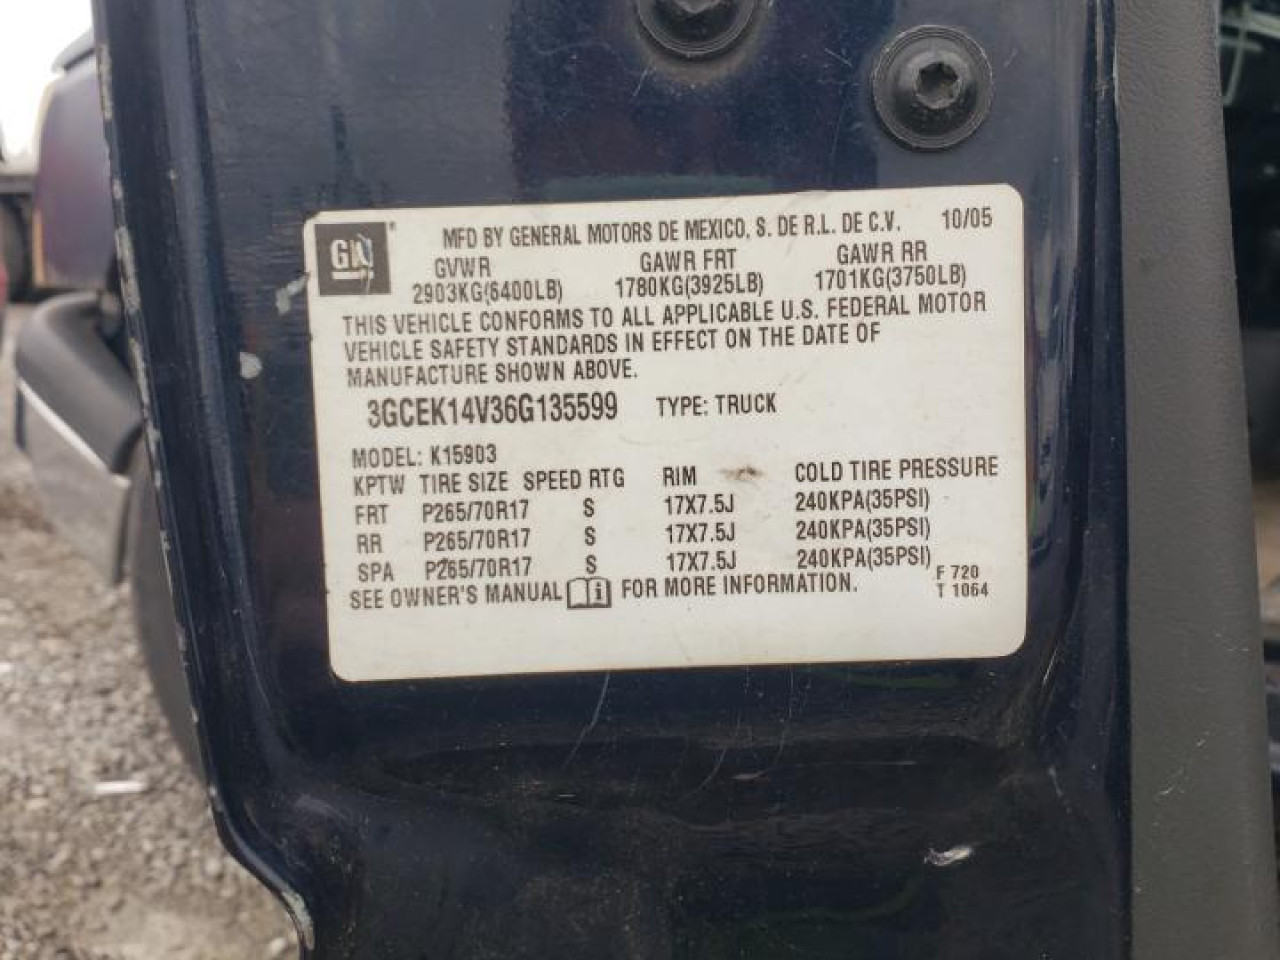 GM® MFD BY GENERAL MOTORS DE MEXICO, S. DE R.L. DE C.V. 10/05
GVWR GAWR FRT GAWR RR
2903KG(6400LB) 1780KG(3925LB) 1701KG(3750LB)
THIS VEHICLE CONFORMS TO ALL APPLICABLE U.S. FEDERAL MOTOR
VEHICLE SAFETY STANDARDS IN EFFECT ON THE DATE OF
MANUFACTURE SHOWN ABOVE.
3GCEK14V36G135599 TYPE: TRUCK
MODEL: K15903
KPTW TIRE SIZE SPEED RTG RIM COLD TIRE PRESSURE
FRT P265/70R17 S 17X7.5J 240KPA(35PSI)
RR P265/70R17 S 17X7.5J 240KPA(35PSI)
SPA P265/70R17 S 17X7.5J 240KPA(35PSI)
SEE OWNER'S MANUAL i FOR MORE INFORMATION.
F 720
T 1064